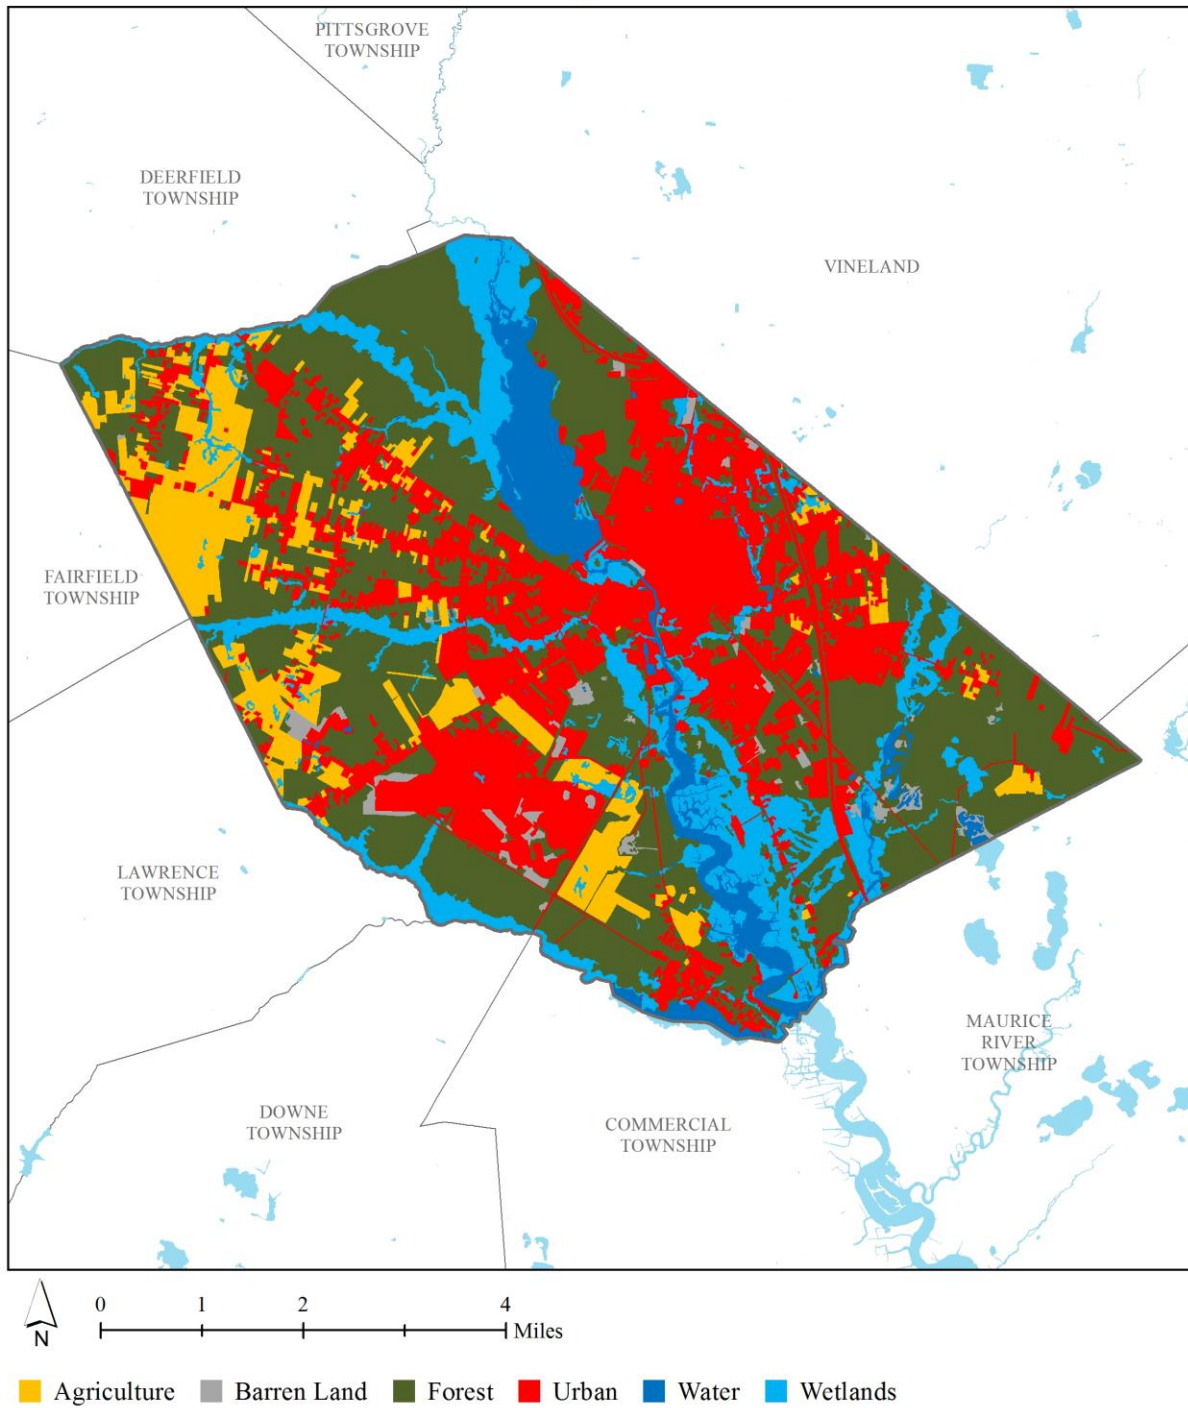 PITTSGROVE
TOWNSHIP
DEERFIELD
TOWNSHIP
VINELAND
FAIRFIELD
TOWNSHIP
LAWRENCE
TOWNSHIP
MAURICE
RIVER
TOWNSHIP
DOWNE
TOWNSHIP
COMMERCIAL
TOWNSHIP
N
0 1 2 4
Miles
Agriculture Barren Land Forest Urban Water Wetlands